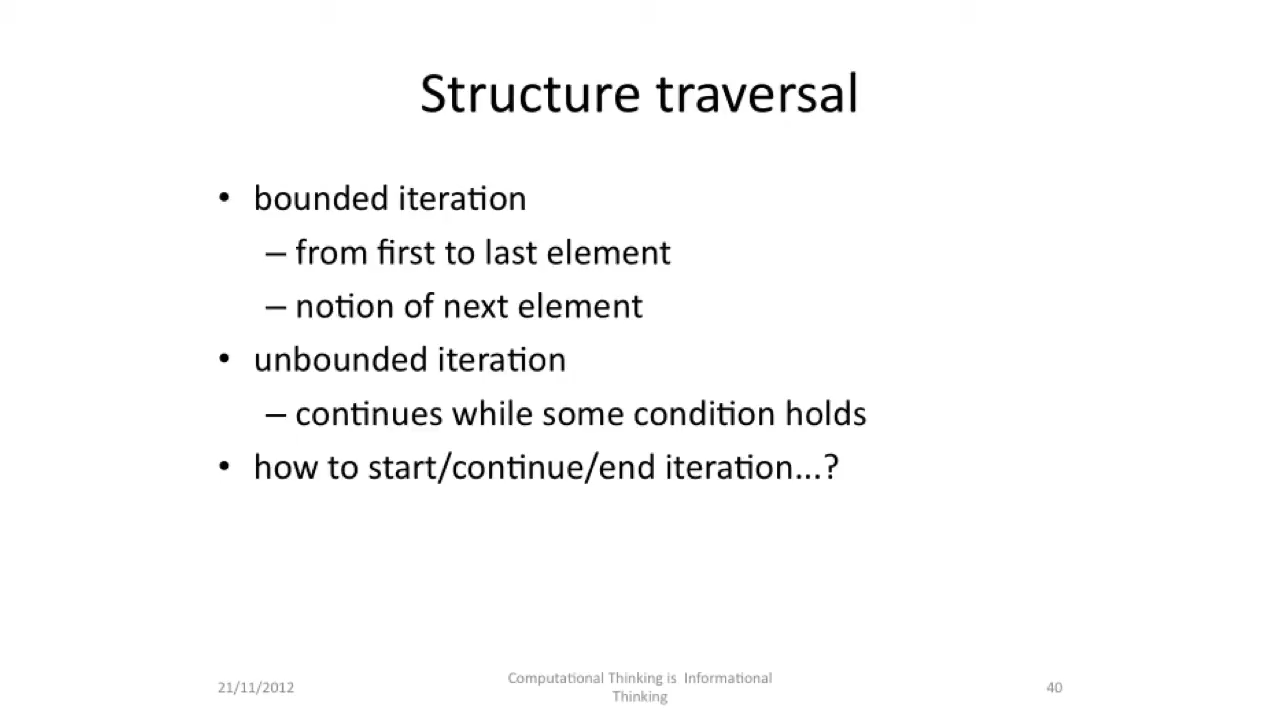 Structure traversal
• bounded iteration
– from first to last element
– notion of next element
• unbounded iteration
– continues while some condition holds
• how to start/continue/end iteration...?
21/11/2012
Computational Thinking is Informational
Thinking
40